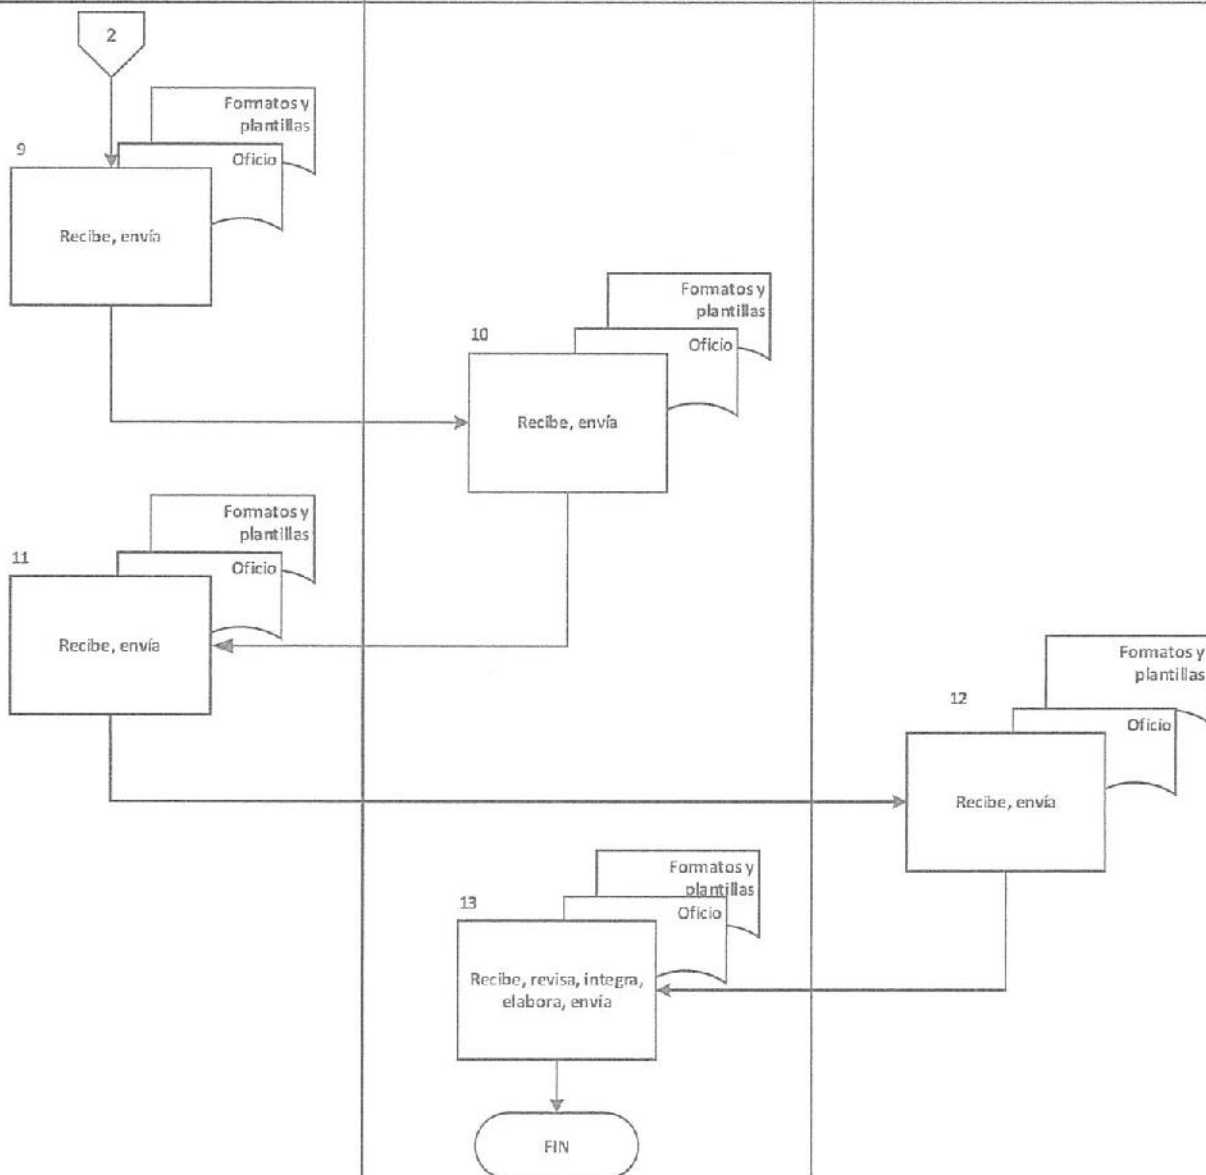 2
Formatos y
plantillas
9
Oficio
Recibe, envía
Formatos y
plantillas
10
Oficio
Recibe, envía
Formatos y
plantillas
11
Oficio
Recibe, envía
Formatos y
plantillas
12
Oficio
Recibe, envía
Formatos y
plantillas
13
Oficio
Recibe, revisa, integra,
elabora, envía
FIN